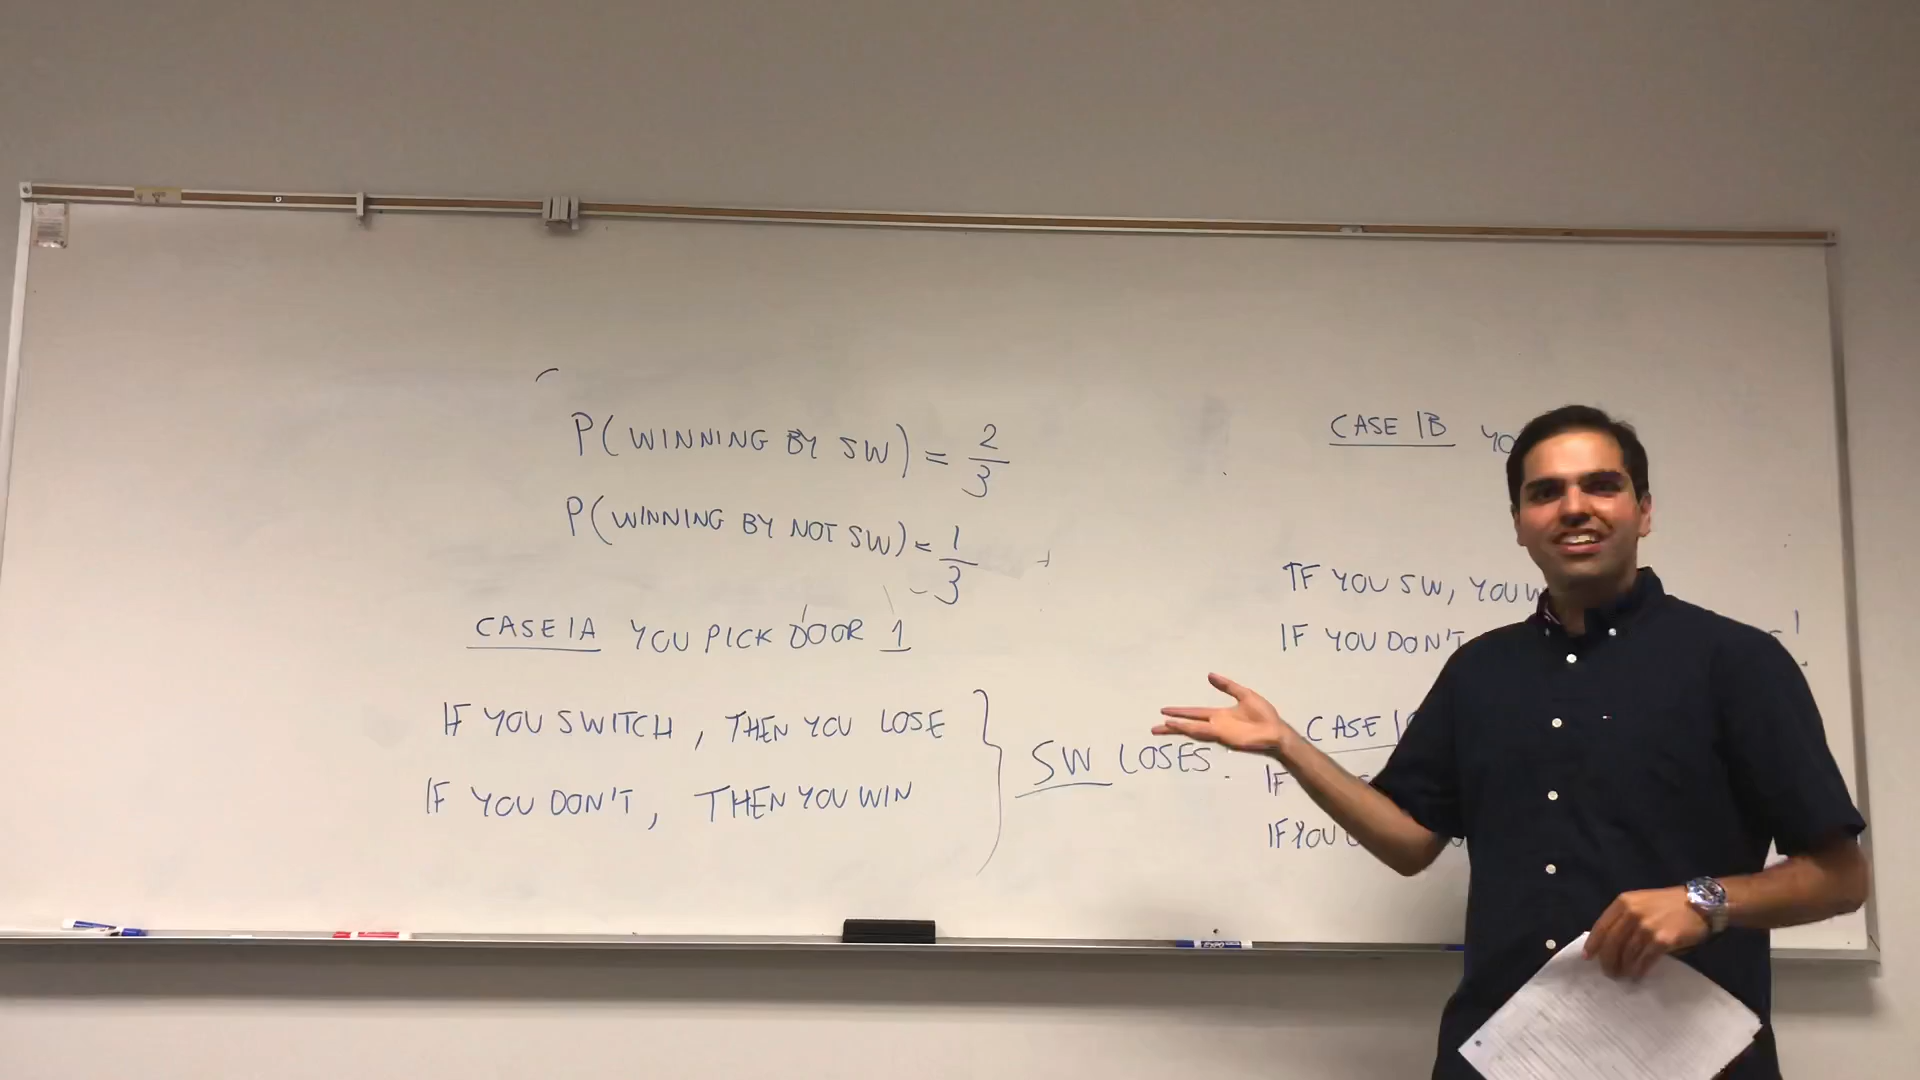 P(WINNING BY SW) = 2/3
P(WINNING BY NOT SW) = 1/3
CASE 1A YOU PICK DOOR 1
IF YOU SWITCH, THEN YOU LOSE
IF YOU DON'T, THEN YOU WIN
SW LOSES
CASE 1B
IF YOU SW, YOU
IF YOU DON'T
CASE
IF
IF YOU